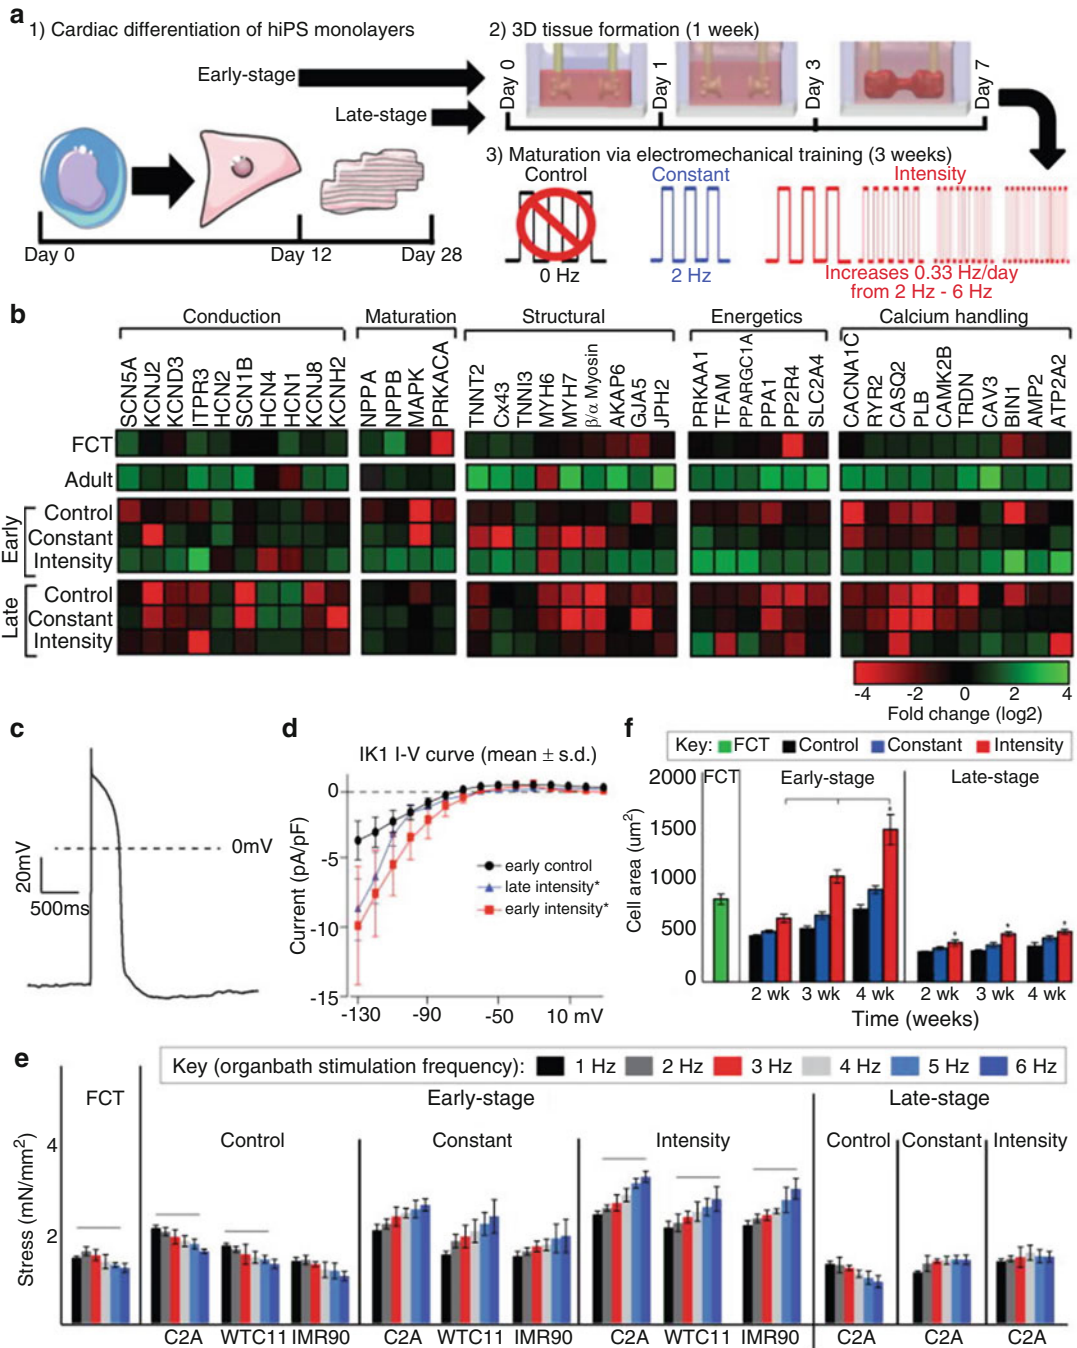 a
1) Cardiac differentiation of hiPS monolayers
2) 3D tissue formation (1 week)
Early-stage
Late-stage
Day 0
Day 1
Day 3
Day 7
Day 0
Day 12
Day 28
3) Maturation via electromechanical training (3 weeks)
Control
Constant
Intensity
0 Hz
2 Hz
Increases 0.33 Hz/day
from 2 Hz - 6 Hz
b
Conduction
Maturation
Structural
Energetics
Calcium handling
SCN5A
KCNJ2
KCND3
ITPR3
HCN2
SCN1B
HCN4
HCN1
KCNJ8
KCNH2
NPPA
NPPB
MAPK
PRKACA
TNNT2
Cx43
TNNI3
MYH6
MYH7
β/α Myosin
AKAP6
GJA5
JPH2
PRKAA1
TFAM
PPARGC1A
PPA1
PP2R4
SLC2A4
CACNA1C
RYR2
CASQ2
PLB
CAMK2B
TRDN
CAV3
BIN1
AMP2
ATP2A2
FCT
Adult
Early
Control
Constant
Intensity
Late
Control
Constant
Intensity
-4 -2 0 2 4
Fold change (log2)
c
0mV
20mV
500ms
d
IK1 I-V curve (mean ± s.d.)
Current (pA/pF)
0
-5
-10
-15
early control
late intensity*
early intensity*
-130 -90 -50 10 mV
f
Key: FCT Control Constant Intensity
FCT
Early-stage
Late-stage
Cell area (um²)
2000
1500
1000
500
0
*
* * *
2 wk 3 wk 4 wk 2 wk 3 wk 4 wk
Time (weeks)
e
Key (organbath stimulation frequency): 1 Hz 2 Hz 3 Hz 4 Hz 5 Hz 6 Hz
FCT
Early-stage
Late-stage
Control
Constant
Intensity
Control
Constant
Intensity
Stress (mN/mm²)
4
2
C2A WTC11 IMR90 C2A WTC11 IMR90 C2A WTC11 IMR90 C2A C2A C2A